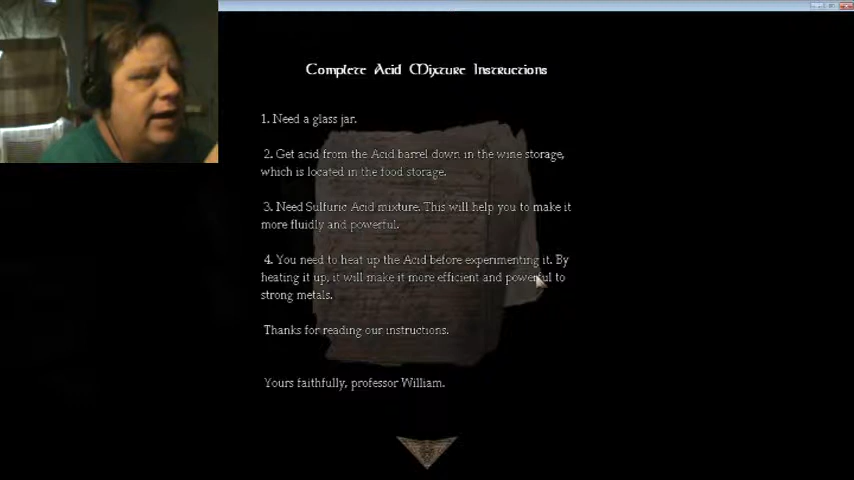 Complete Acid Mixture Instructions
1. Need a glass jar.
2. Get acid from the Acid barrel down in the wine storage,
which is located in the food storage.
3. Need Sulfuric Acid mixture. This will help you to make it
more fluidly and powerful.
4. You need to heat up the Acid before experimenting it. By
heating it up, it will make it more efficient and powerful to
strong metals.
Thanks for reading our instructions.
Yours faithfully, professor William.